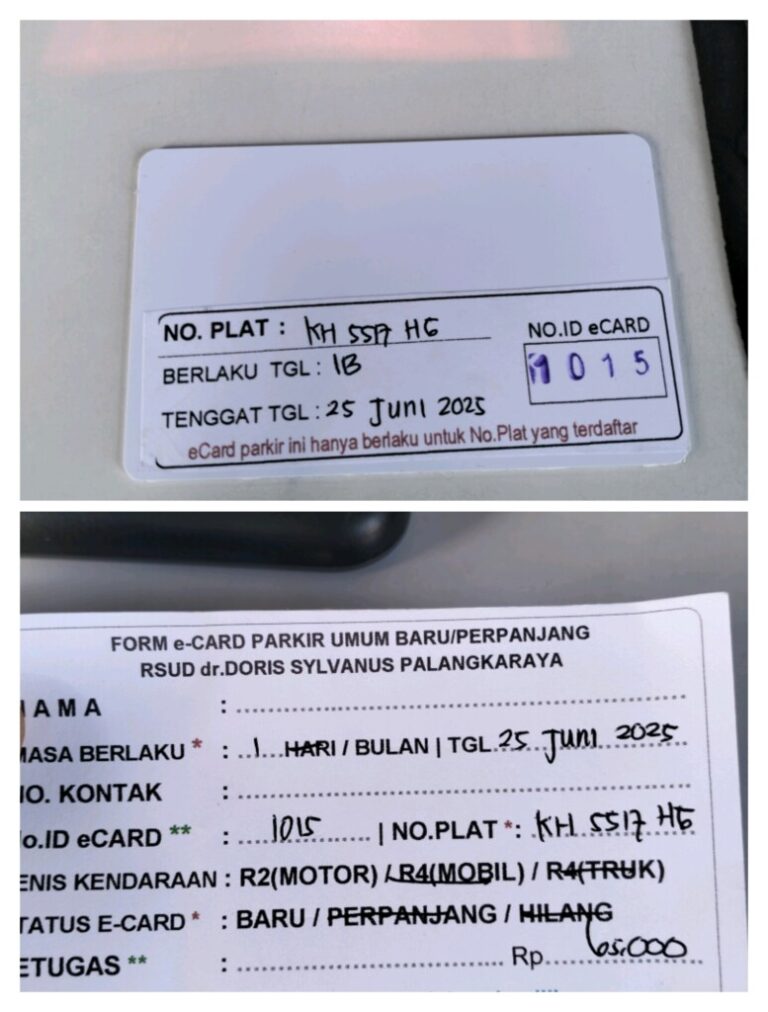 NO. PLAT : KH 5517 HG
NO.ID eCARD
BERLAKU TGL : 1B
1015
TENGGAT TGL : 25 Juni 2025
eCard parkir ini hanya berlaku untuk No.Plat yang terdaftar
FORM e-CARD PARKIR UMUM BARU/PERPANJANG
RSUD dr.DORIS SYLVANUS PALANGKARAYA
AMA :
MASA BERLAKU * : 1 HARI / BULAN | TGL 25 Juni 2025
NO. KONTAK :
No.ID eCARD ** : 1015 | NO.PLAT *: KH 5517 HG
ENIS KENDARAAN : R2(MOTOR) / R4(MOBIL) / R4(TRUK)
TATUS E-CARD * : BARU / PERPANJANG / HILANG
ETUGAS ** : Rp 65.000